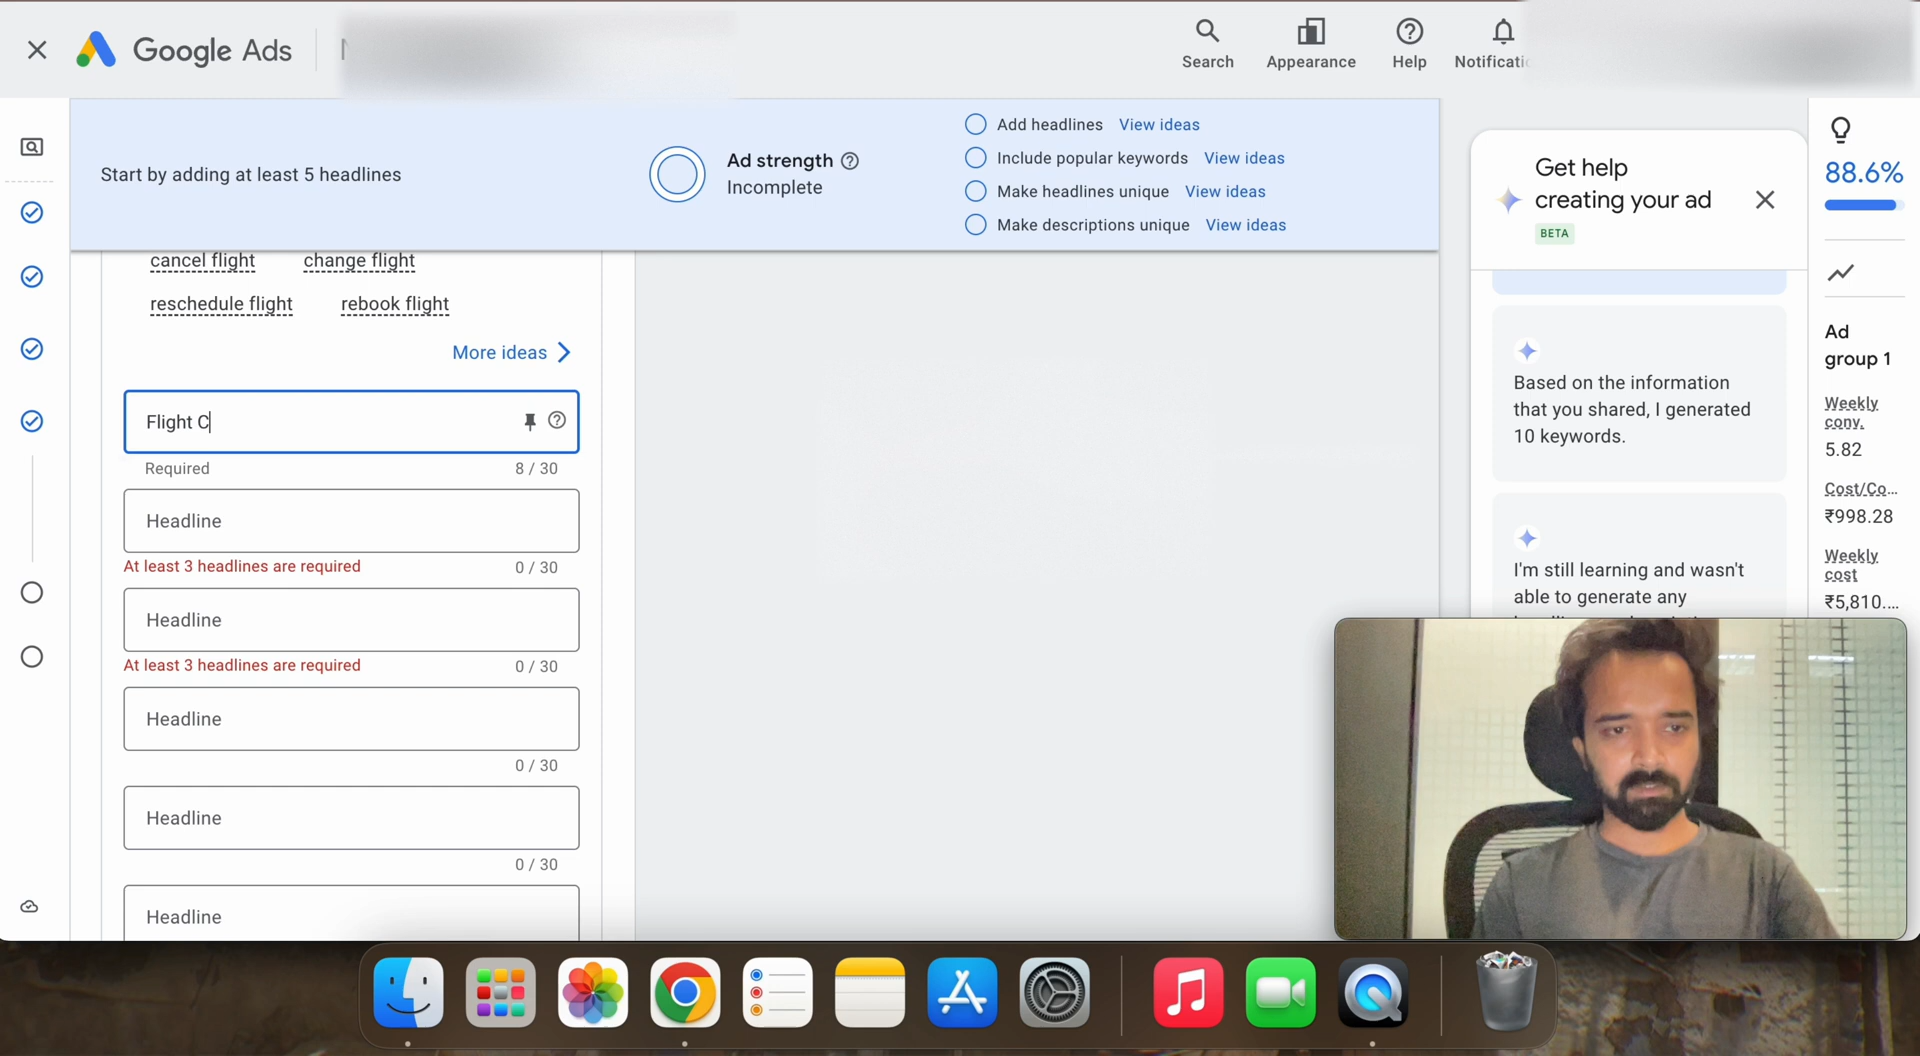 Google Ads
Search
Appearance
Help
Notificati
Start by adding at least 5 headlines
Ad strength
Incomplete
Add headlines View ideas
Include popular keywords View ideas
Make headlines unique View ideas
Make descriptions unique View ideas
cancel flight change flight
reschedule flight rebook flight
More ideas
Flight C
Required 8 / 30
Headline
At least 3 headlines are required 0 / 30
Headline
At least 3 headlines are required 0 / 30
Headline
0 / 30
Headline
0 / 30
Headline
Get help
creating your ad
BETA
Based on the information
that you shared, I generated
10 keywords.
I'm still learning and wasn't
able to generate any
88.6%
Ad
group 1
Weekly
conv.
5.82
Cost/Co...
₹998.28
Weekly
cost
₹5,810....